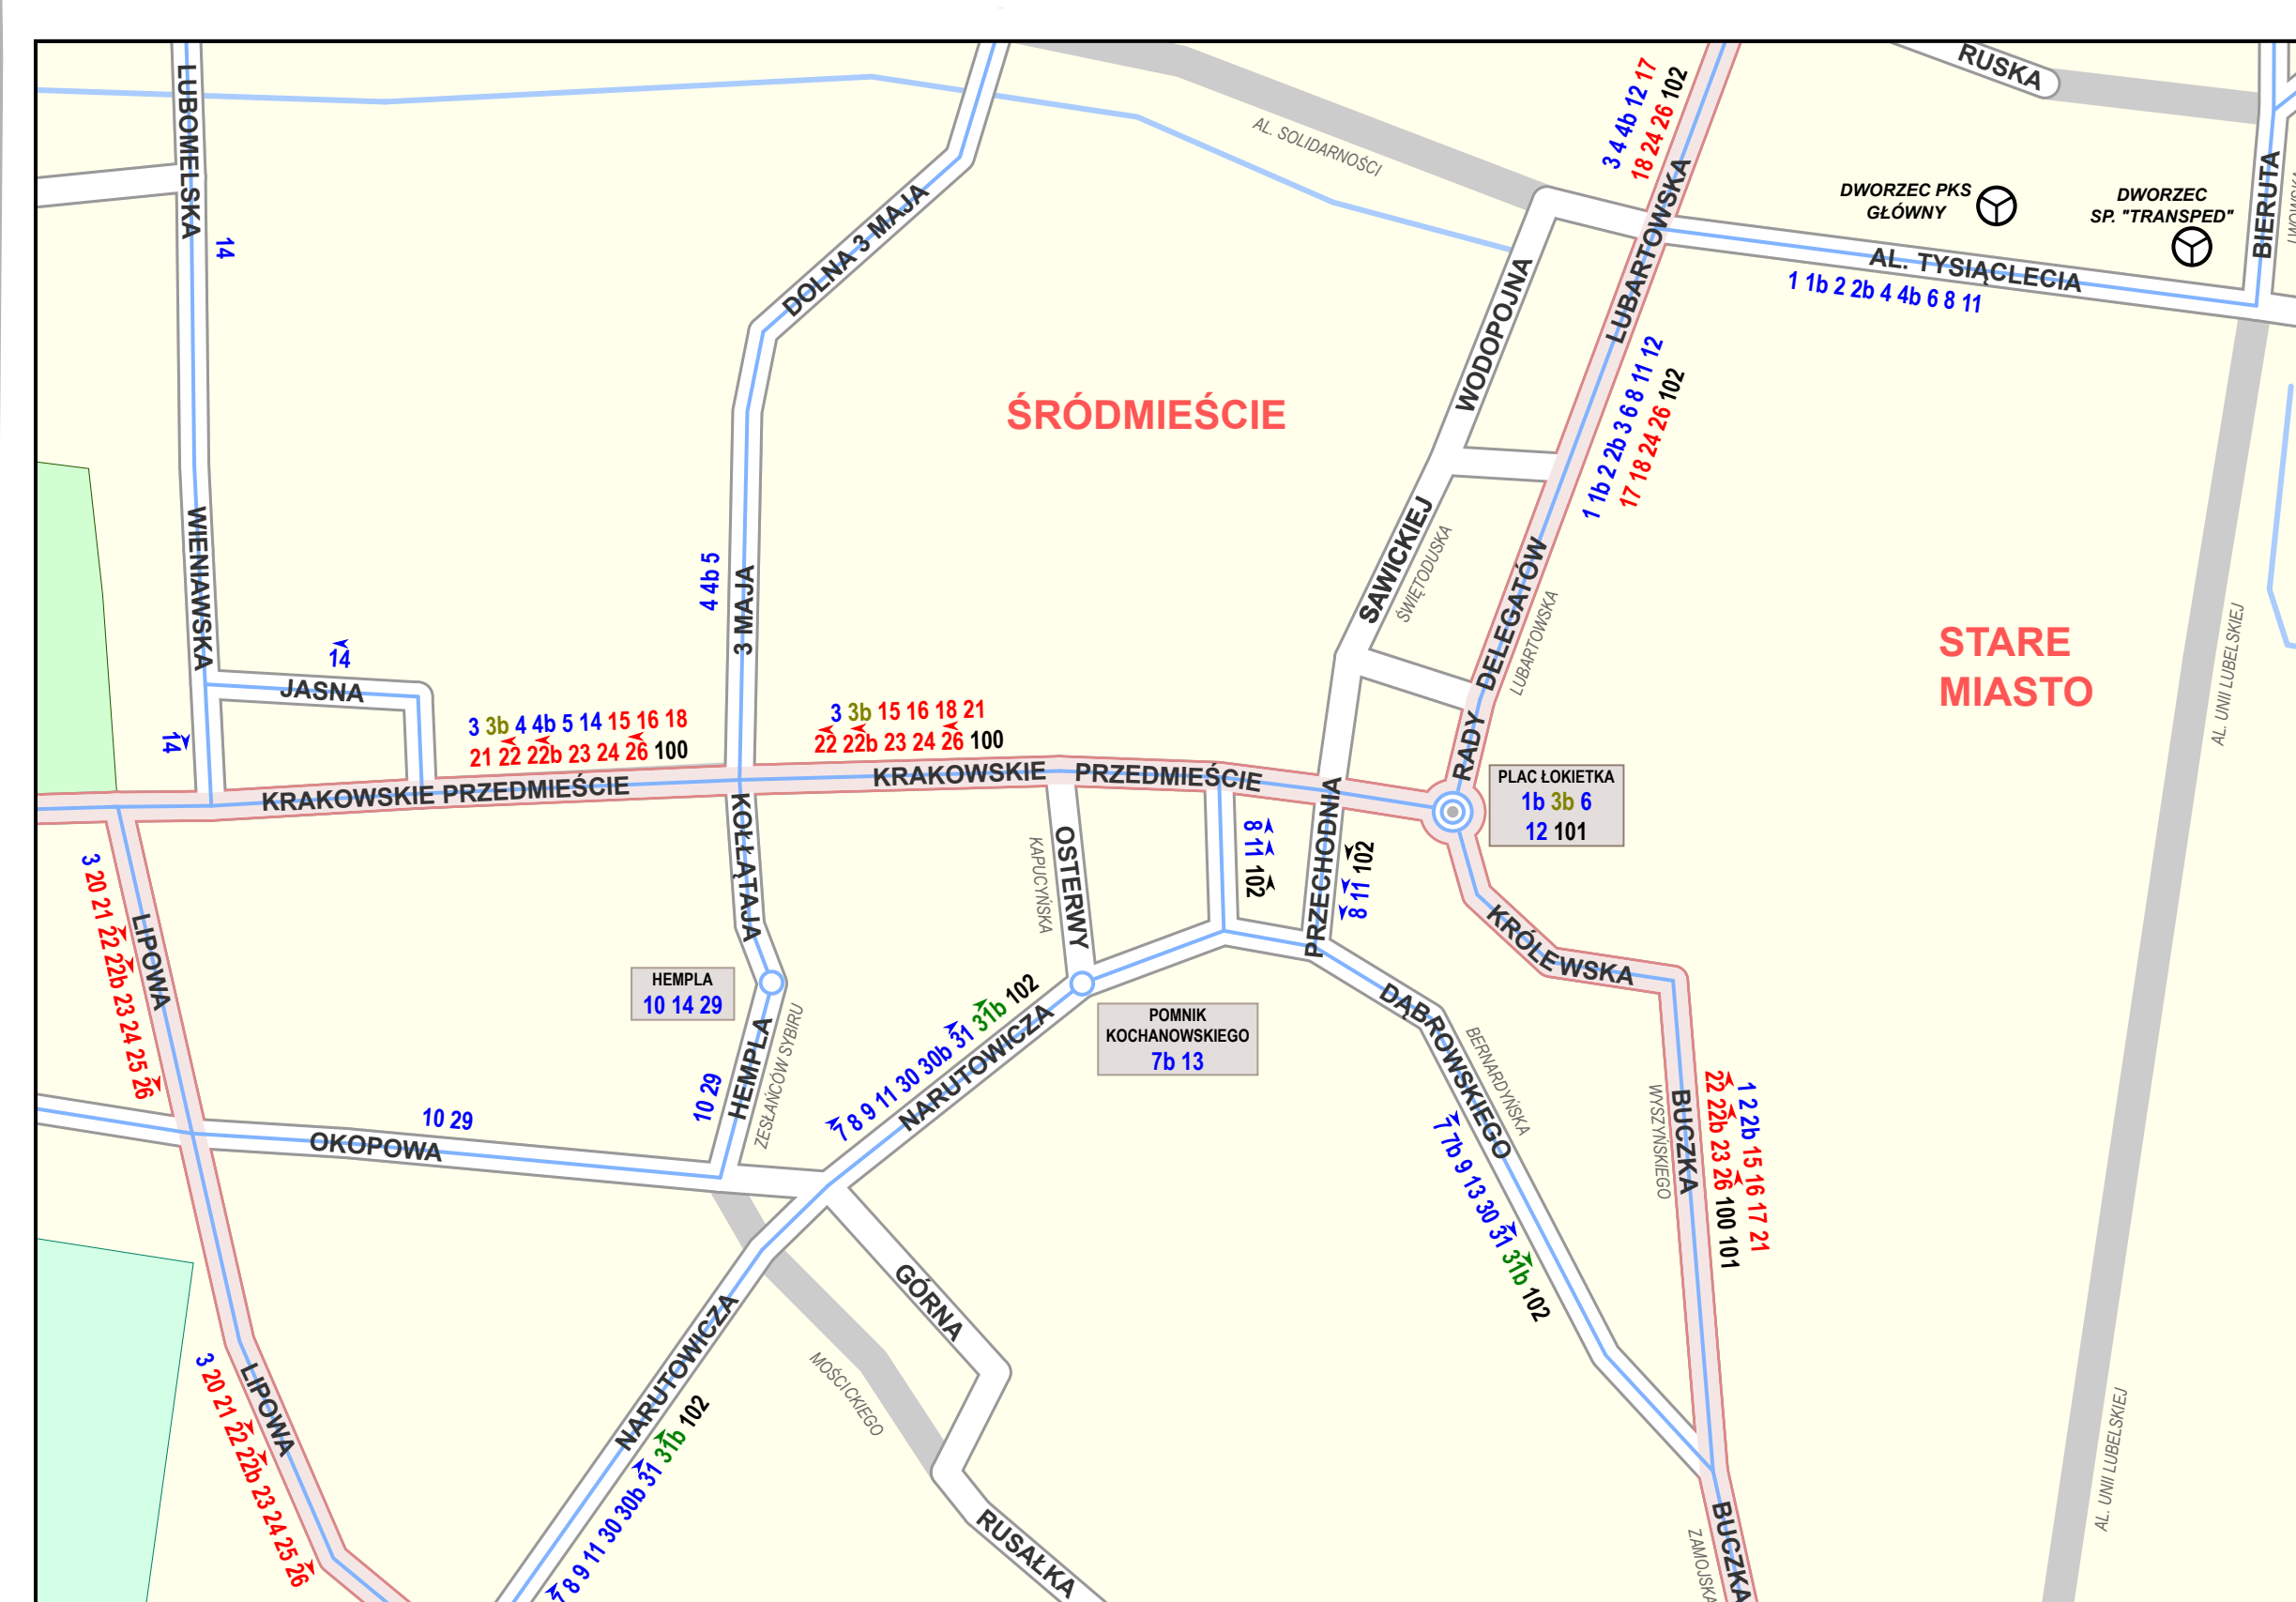 LUBOMELSKA
14
DOLNA 3 MAJA
AL. SOLIDARNOŚCI
3 4 4b 12 17
18 24 26 102
LUBARTOWSKA
RUSKA
DWORZEC PKS
GŁÓWNY
DWORZEC
SP. "TRANSPED"
BIERUTA
AL. TYSIĄCLECIA
1 1b 2 2b 4 4b 6 8 11
WODOPOJNA
ŚRÓDMIEŚCIE
1 1b 2 2b 3 6 8 11 12
17 18 24 26 102
WIENIAWSKA
4 4b 5
3 MAJA
SAWICKIEJ
ŚWIĘTODUSKA
RADY DELEGATÓW
LUBARTOWSKA
STARE
MIASTO
AL. UNII LUBELSKIEJ
14
JASNA
14
3 3b 4 4b 5 14 15 16 18
21 22 22b 23 24 26 100
3 3b 15 16 18 21
22 22b 23 24 26 100
KRAKOWSKIE PRZEDMIEŚCIE
KRAKOWSKIE PRZEDMIEŚCIE
PLAC ŁOKIETKA
1b 3b 6
12 101
KOŁŁĄTAJA
OSTERWY
KAPUCYŃSKA
8 11 102
PRZECHODNIA
8 11 102
KRÓLEWSKA
3 20 21 22 22b 23 24 25 26
LIPOWA
HEMPLA
10 14 29
10 29
HEMPLA
ZESŁAŃCÓW SYBIRU
7 8 9 11 30 30b 31 31b 102
NARUTOWICZA
POMNIK
KOCHANOWSKIEGO
7b 13
DĄBROWSKIEGO
BERNARDYŃSKA
7 7b 9 13 30 31 31b 102
WYSZYŃSKIEGO
BUCZKA
1 2 2b 15 16 17 21
22 22b 23 26 100 101
10 29
OKOPOWA
GÓRNA
MOŚCICKIEGO
NARUTOWICZA
7 8 9 11 30 30b 31 31b 102
LIPOWA
3 20 21 22 22b 23 24 25 26
RUSAŁKA
BUCZKA
ZAMOJSKA
AL. UNII LUBELSKIEJ